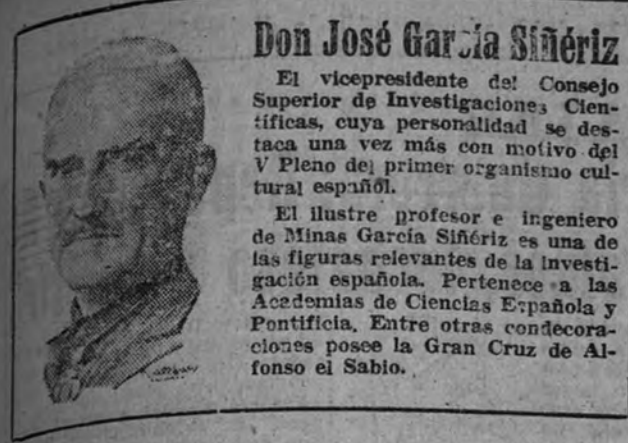 Don José García Siñériz
El vicepresidente del Consejo
Superior de Investigaciones Cien-
tíficas, cuya personalidad se des-
taca una vez más con motivo del
V Pleno del primer organismo cul-
tural español.
El ilustre profesor e ingeniero
de Minas García Siñériz es una de
las figuras relevantes de la investi-
gación española. Pertenece a las
Academias de Ciencias Española y
Pontificia. Entre otras condecora-
ciones posee la Gran Cruz de Al-
fonso el Sabio.